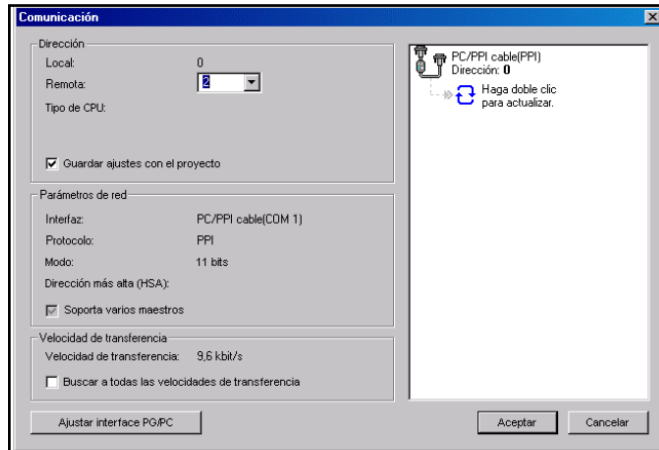 Comunicación
Dirección
Local: 0
Remota: 2
Tipo de CPU:
Guardar ajustes con el proyecto
Parámetros de red
Interfaz: PC/PPI cable(COM 1)
Protocolo: PPI
Modo: 11 bits
Dirección más alta (HSA):
Soporta varios maestros
Velocidad de transferencia
Velocidad de transferencia: 9,6 kbit/s
Buscar a todas las velocidades de transferencia
Ajustar interface PG/PC
PC/PPI cable(PPI)
Dirección: 0
Haga doble clic
para actualizar.
Aceptar
Cancelar